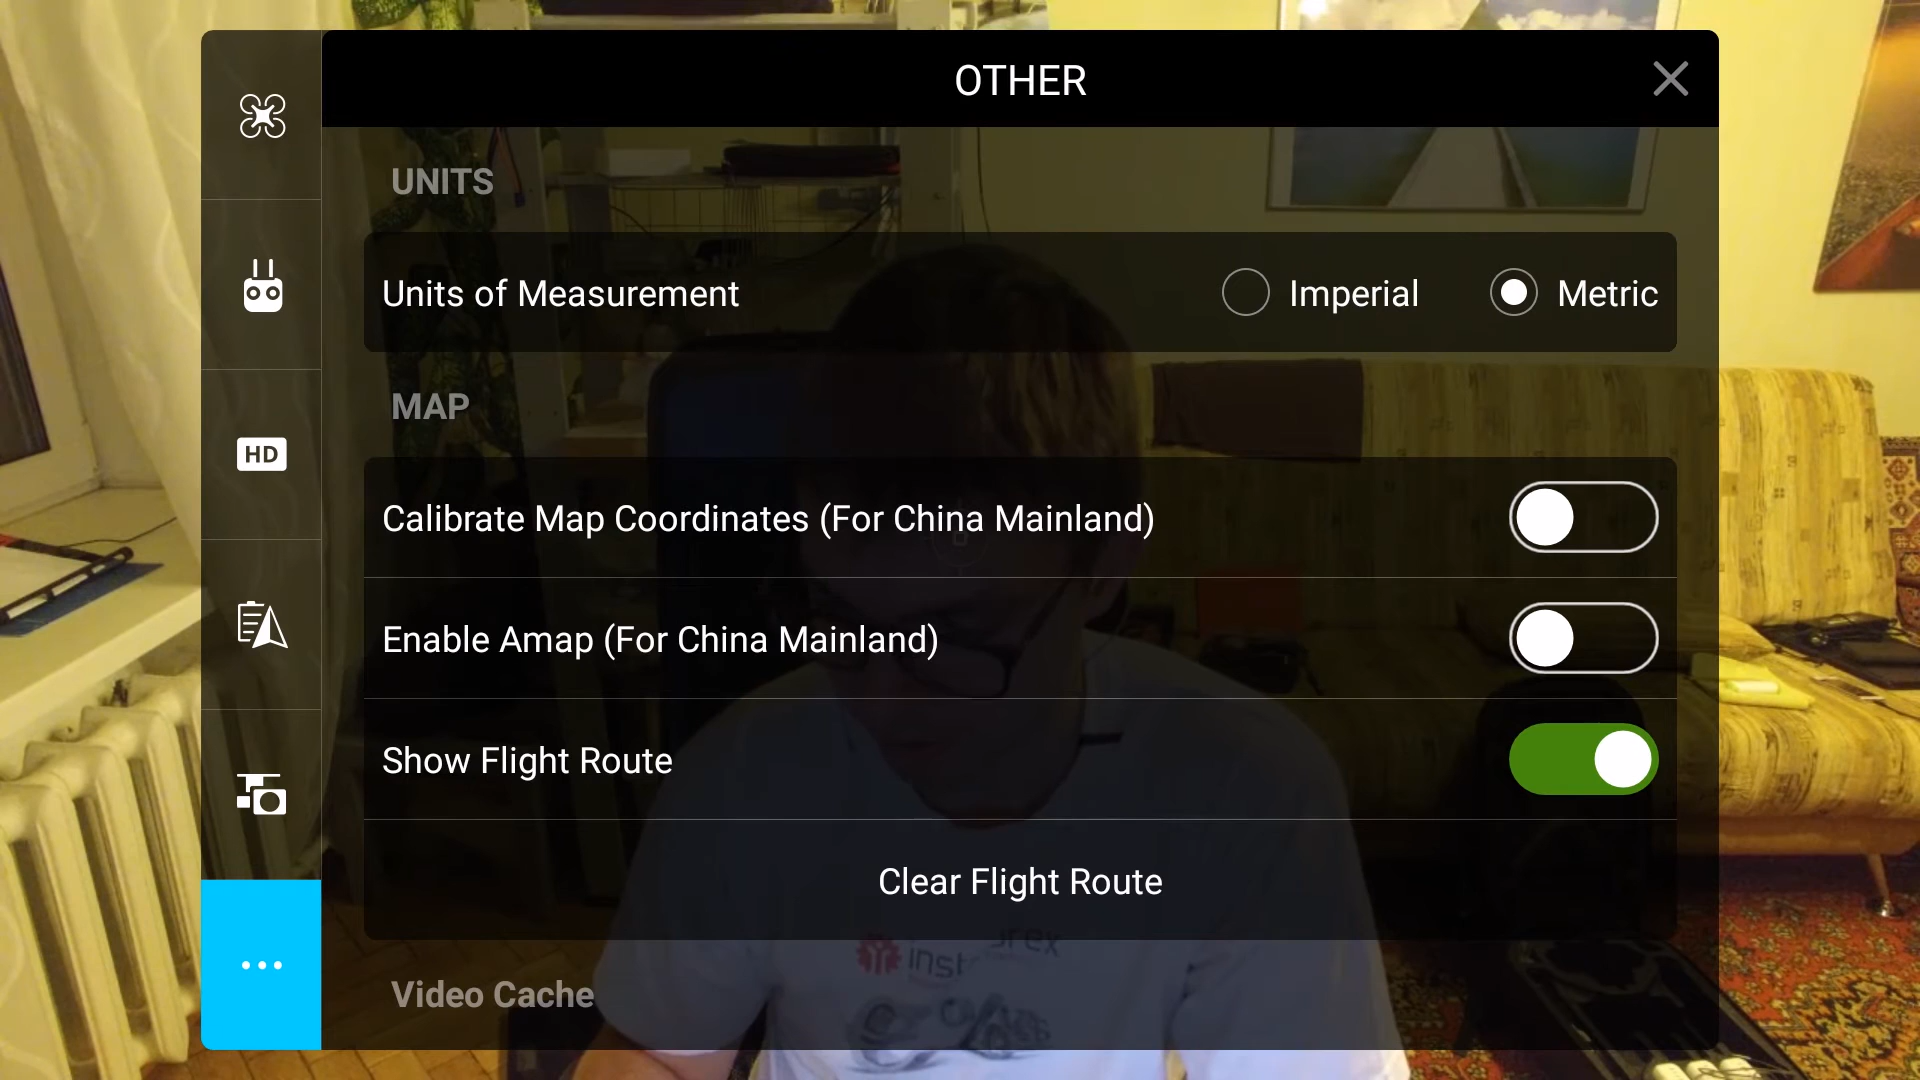 OTHER
UNITS
Units of Measurement
Imperial
Metric
MAP
HD
Calibrate Map Coordinates (For China Mainland)
Enable Amap (For China Mainland)
Show Flight Route
Clear Flight Route
Video Cache